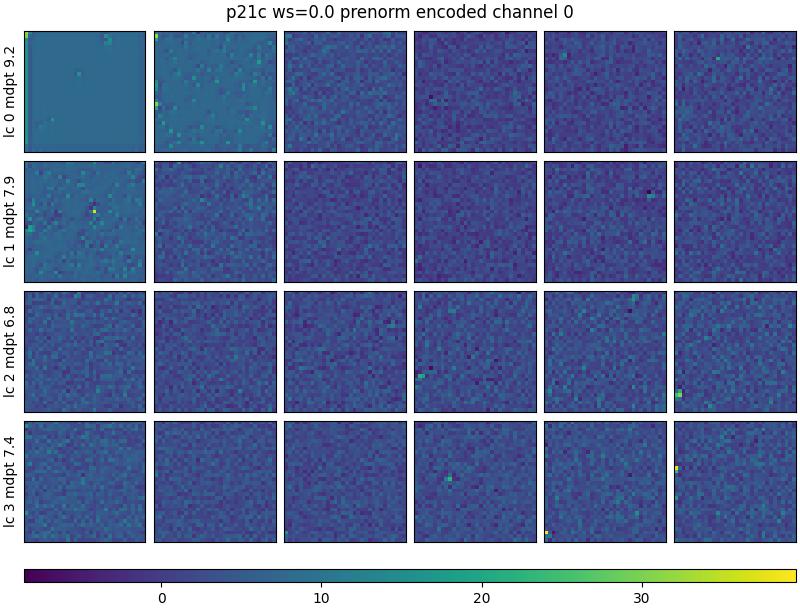 p21c ws=0.0 prenorm encoded channel 0
lc 0 mdpt 9.2
lc 1 mdpt 7.9
lc 2 mdpt 6.8
lc 3 mdpt 7.4
0 10 20 30